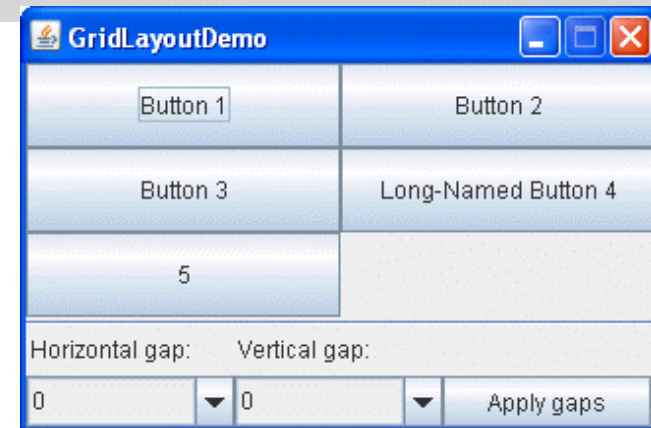 GridLayoutDemo
Button 1 Button 2
Button 3 Long-Named Button 4
5
Horizontal gap: Vertical gap:
0 0 Apply gaps